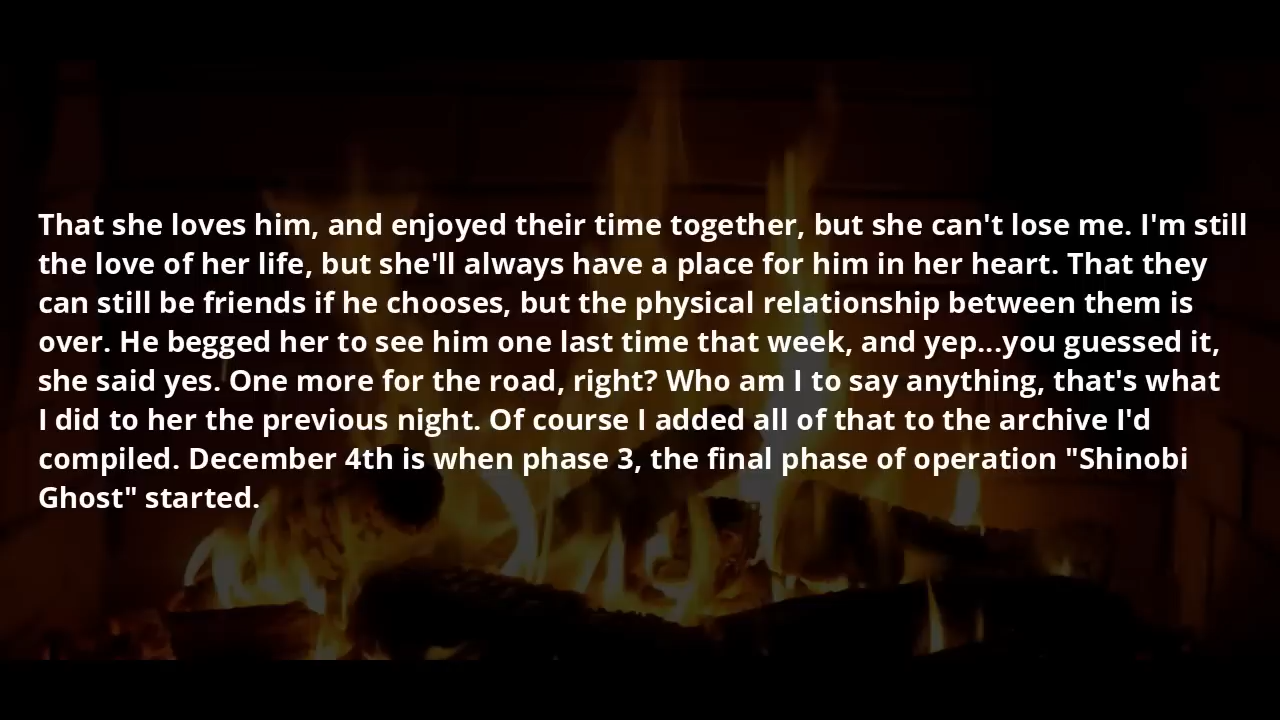 That she loves him, and enjoyed their time together, but she can't lose me. I'm still
the love of her life, but she'll always have a place for him in her heart. That they
can still be friends if he chooses, but the physical relationship between them is
over. He begged her to see him one last time that week, and yep...you guessed it,
she said yes. One more for the road, right? Who am I to say anything, that's what
I did to her the previous night. Of course I added all of that to the archive I'd
compiled. December 4th is when phase 3, the final phase of operation "Shinobi
Ghost" started.